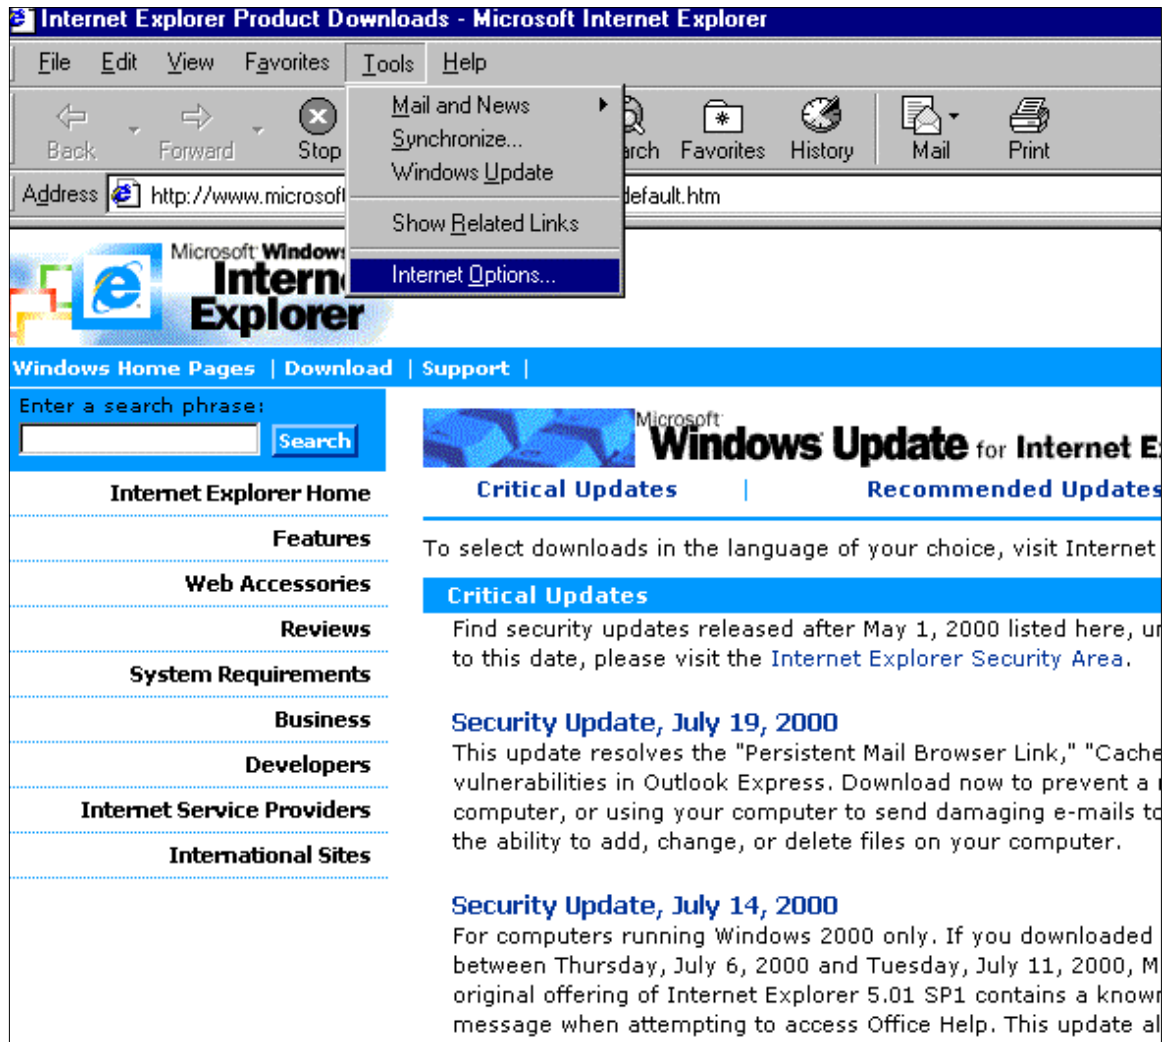 Internet Explorer Product Downloads - Microsoft Internet Explorer
File Edit View Favorites Tools Help
Mail and News
Synchronize...
Windows Update
Show Related Links
Internet Options...
Back Forward Stop Favorites History Mail Print
Address http://www.microsoft default.htm
Microsoft Windows
Explorer
Windows Home Pages | Download | Support |
Enter a search phrase:
Search
Internet Explorer Home
Features
Web Accessories
Reviews
System Requirements
Business
Developers
Internet Service Providers
International Sites
Microsoft
Windows Update for Internet
Critical Updates | Recommended Updates
To select downloads in the language of your choice, visit Internet
Critical Updates
Find security updates released after May 1, 2000 listed here,
to this date, please visit the Internet Explorer Security Area.
Security Update, July 19, 2000
This update resolves the "Persistent Mail Browser Link," "Cache
vulnerabilities in Outlook Express. Download now to prevent a
computer, or using your computer to send damaging e-mails to
the ability to add, change, or delete files on your computer.
Security Update, July 14, 2000
For computers running Windows 2000 only. If you downloaded
between Thursday, July 6, 2000 and Tuesday, July 11, 2000, M
original offering of Internet Explorer 5.01 SP1 contains a known
message when attempting to access Office Help. This update al